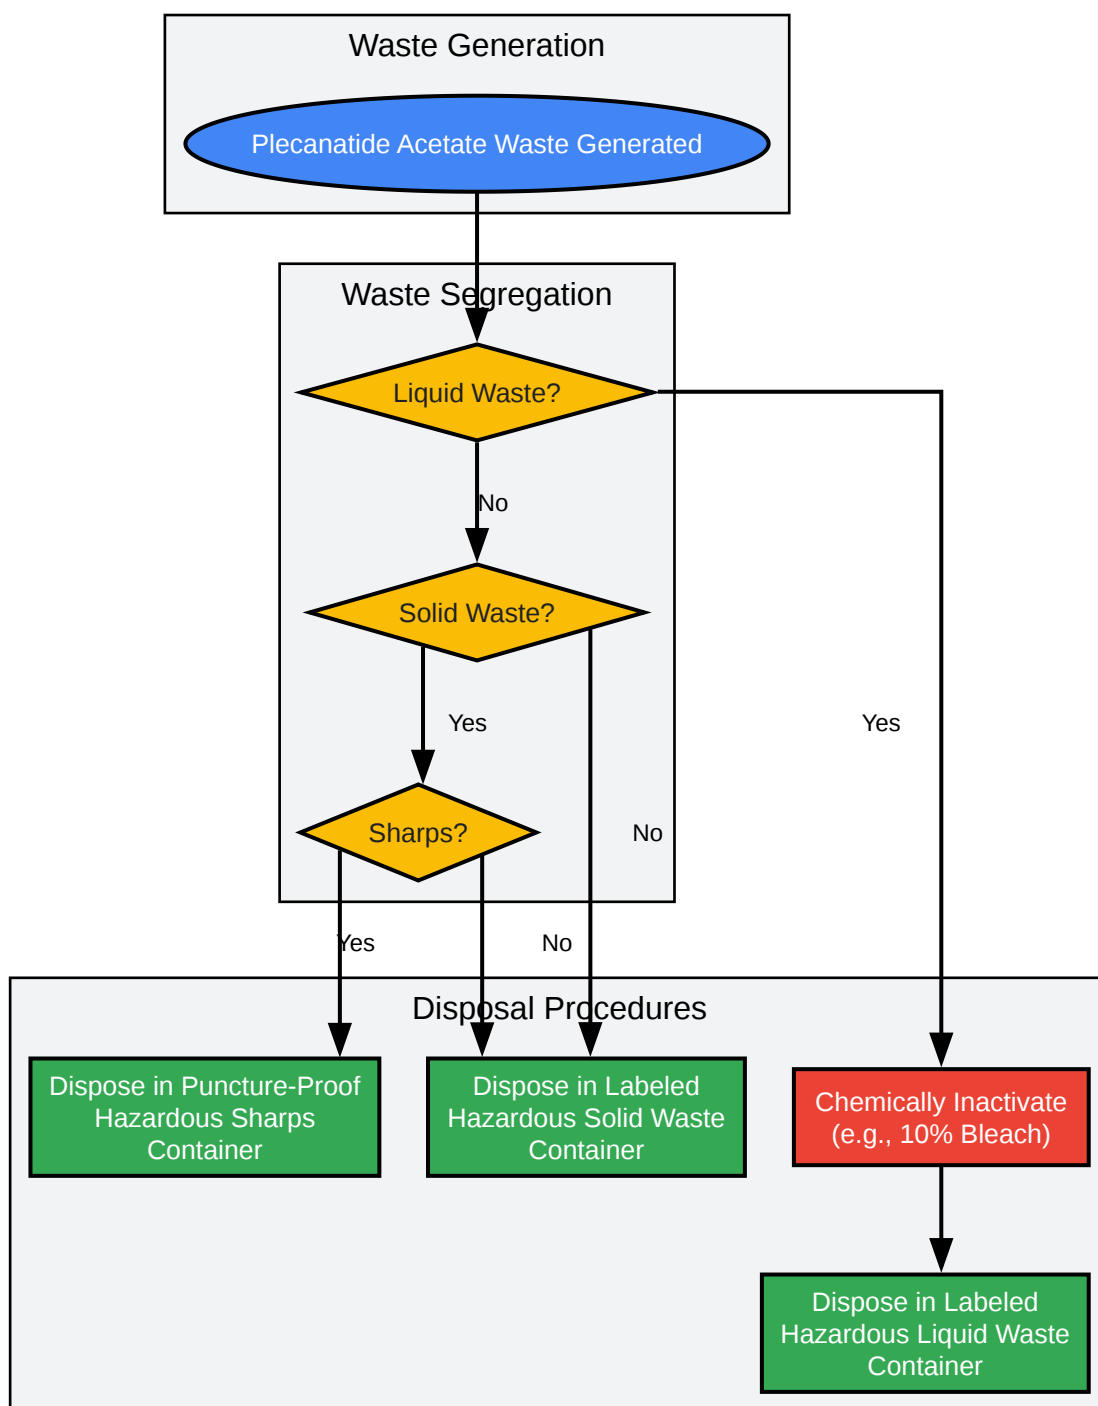 Waste Generation
Plecanatide Acetate Waste Generated
Waste Segregation
Liquid Waste?
No
Solid Waste?
Yes
Yes
Sharps?
No
Yes
No
Disposal Procedures
Dispose in Puncture-Proof
Hazardous Sharps
Container
Dispose in Labeled
Hazardous Solid Waste
Container
Chemically Inactivate
(e.g., 10% Bleach)
Dispose in Labeled
Hazardous Liquid Waste
Container